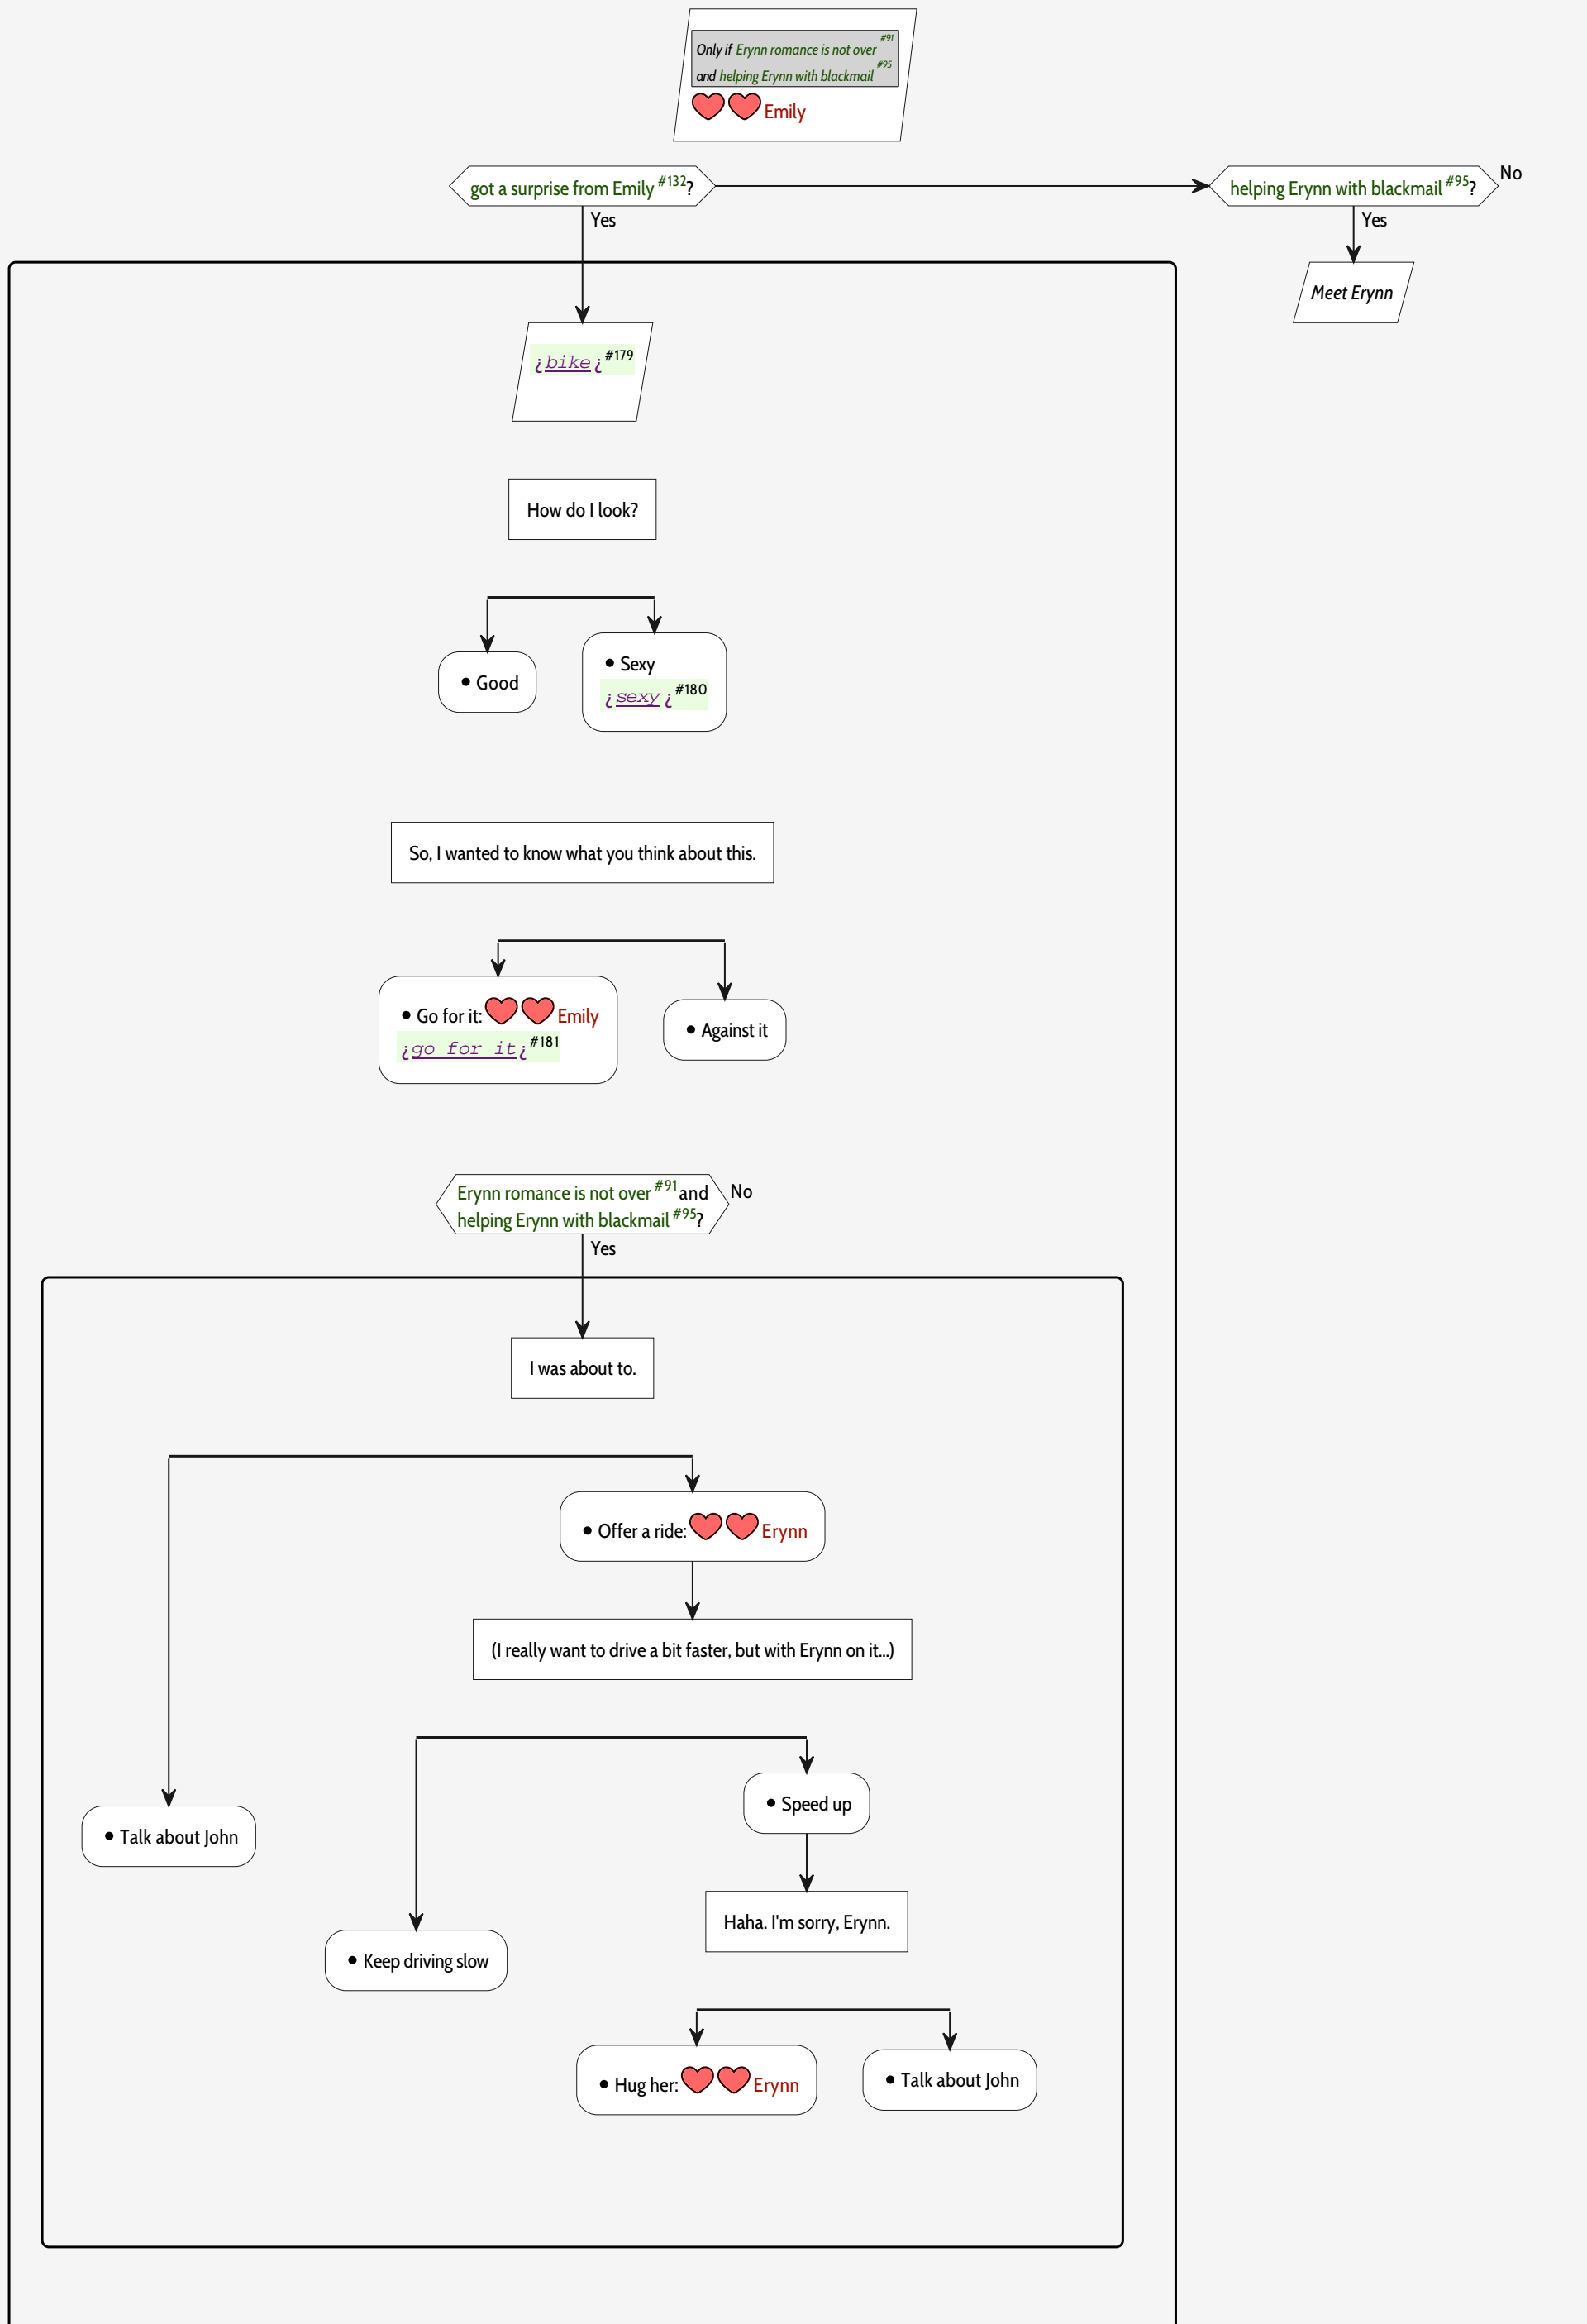 Only if Erynn romance is not over #91
and helping Erynn with blackmail #95
Emily
got a surprise from Emily #132?
helping Erynn with blackmail #95?
No
Yes
Yes
Meet Erynn
¿bike¿ #179
How do I look?
• Good
• Sexy
¿sexy¿ #180
So, I wanted to know what you think about this.
• Go for it: Emily
¿go for it¿ #181
• Against it
Erynn romance is not over #91 and
helping Erynn with blackmail #95?
No
Yes
I was about to.
• Offer a ride: Erynn
(I really want to drive a bit faster, but with Erynn on it...)
• Speed up
• Talk about John
Haha. I'm sorry, Erynn.
• Keep driving slow
• Hug her: Erynn
• Talk about John